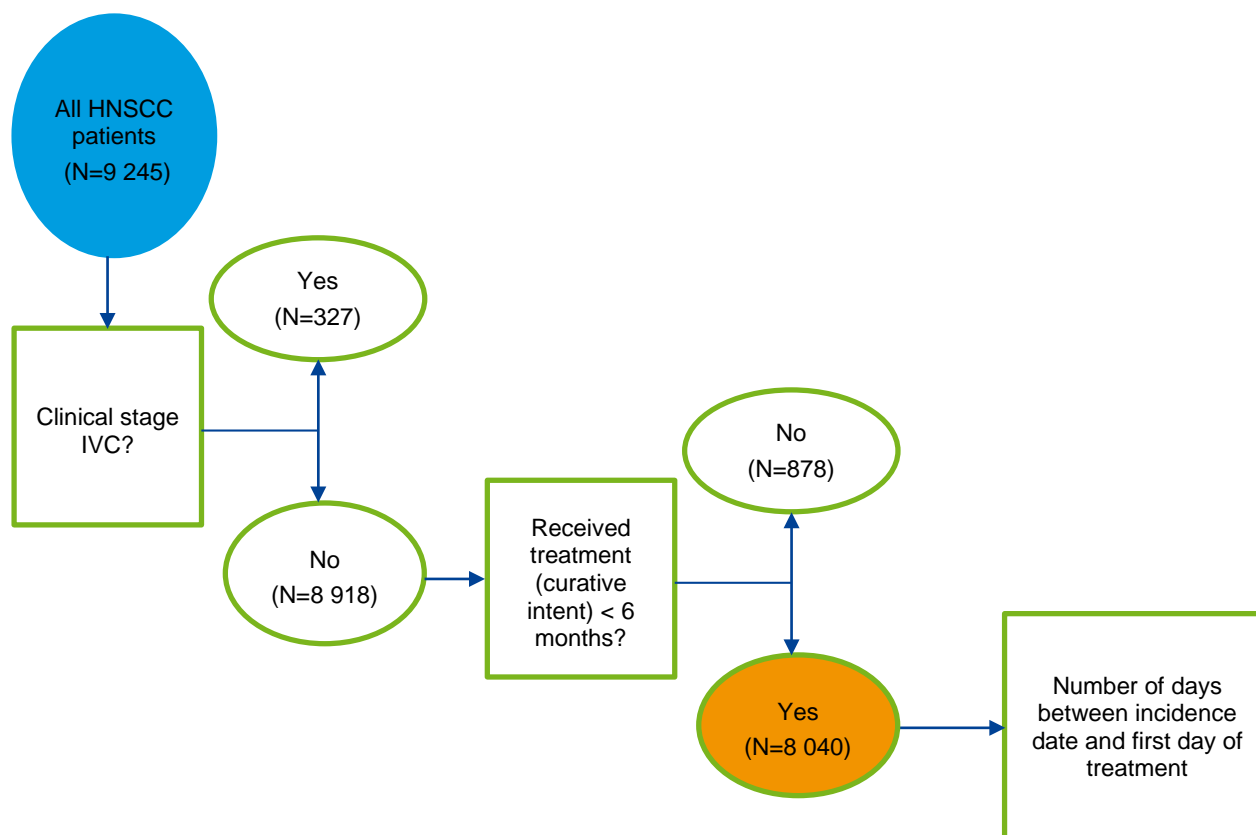 All HNSCC
patients
(N=9 245)
Yes
(N=327)
Clinical stage
IVC?
No
(N=8 918)
No
(N=878)
Received
treatment
(curative
intent) < 6
months?
Yes
(N=8 040)
Number of days
between incidence
date and first day of
treatment